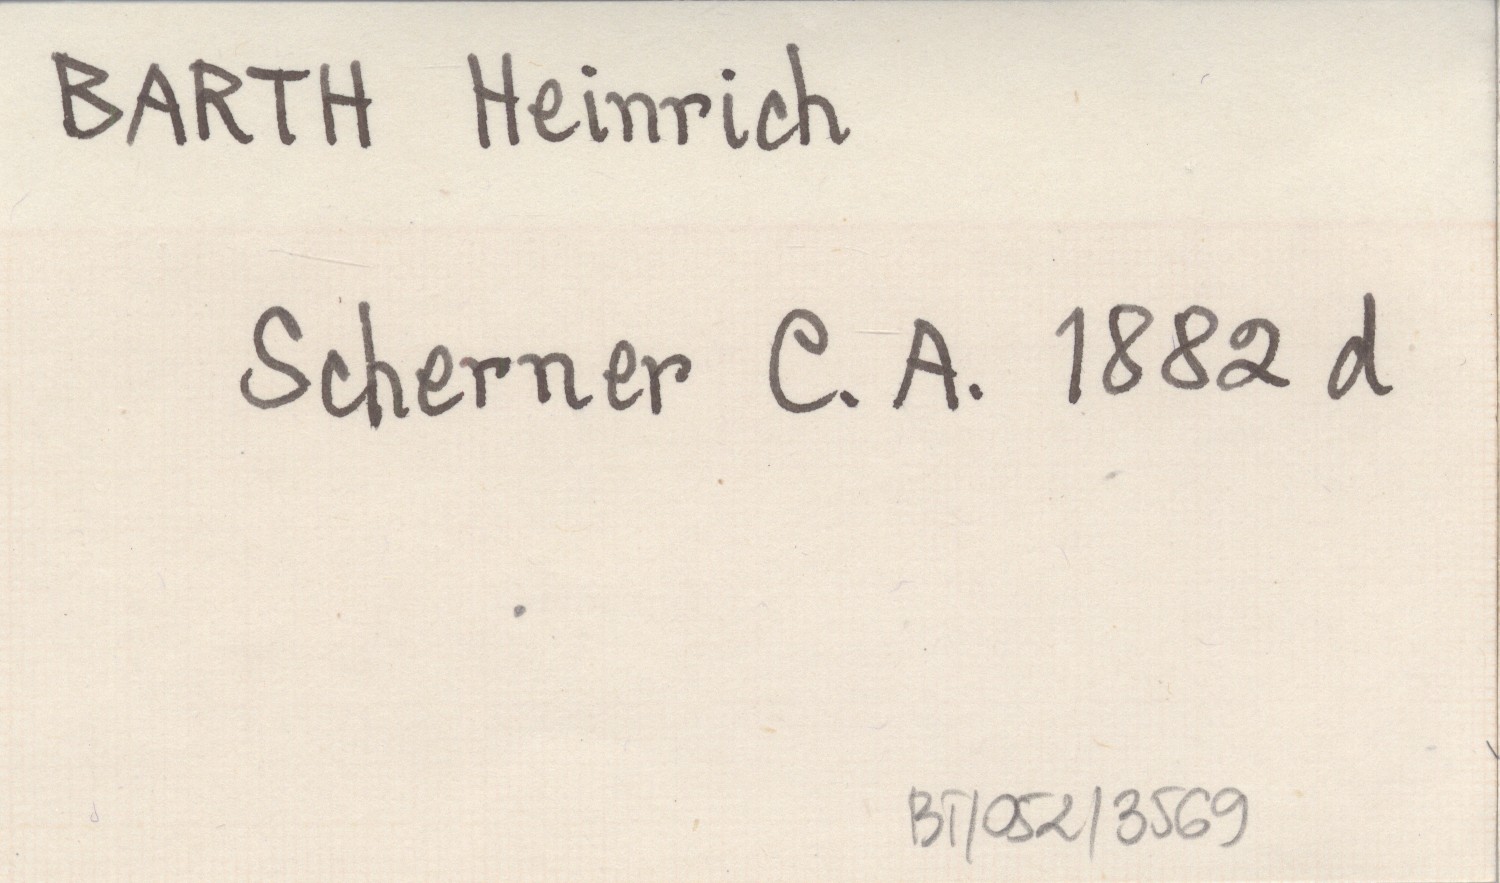 BARTH Heinrich
Scherner C. A. 1882 d
BT/052/3569